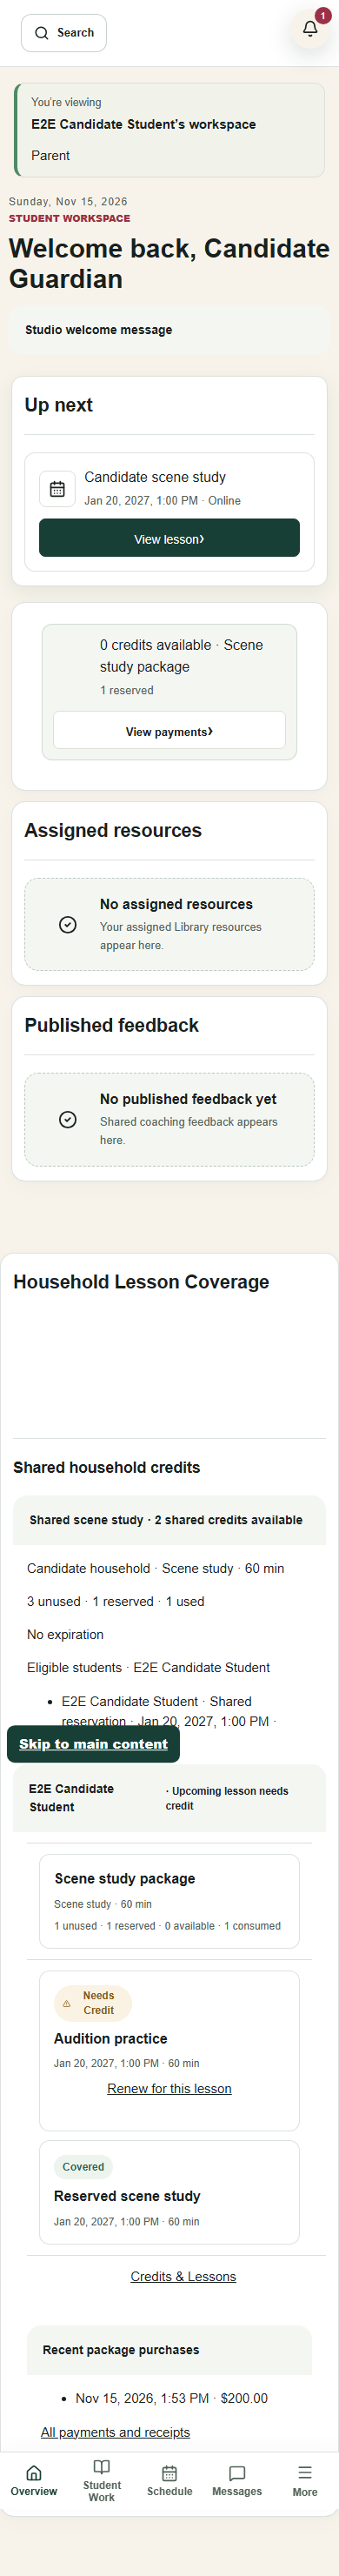 Search
1
You're viewing
E2E Candidate Student's workspace
Parent
Sunday, Nov 15, 2026
STUDENT WORKSPACE
Welcome back, Candidate
Guardian
Studio welcome message
Up next
Candidate scene study
Jan 20, 2027, 1:00 PM · Online
View lesson›
0 credits available · Scene
study package
1 reserved
View payments›
Assigned resources
No assigned resources
Your assigned Library resources
appear here.
Published feedback
No published feedback yet
Shared coaching feedback appears
here.
Household Lesson Coverage
Shared household credits
Shared scene study · 2 shared credits available
Candidate household · Scene study · 60 min
3 unused · 1 reserved · 1 used
No expiration
Eligible students · E2E Candidate Student
• E2E Candidate Student · Shared
reservation · Jan 20, 2027, 1:00 PM ·
Skip to main content
E2E Candidate
Student
· Upcoming lesson needs
credit
Scene study package
Scene study · 60 min
1 unused · 1 reserved · 0 available · 1 consumed
Needs
Credit
Audition practice
Jan 20, 2027, 1:00 PM · 60 min
Renew for this lesson
Covered
Reserved scene study
Jan 20, 2027, 1:00 PM · 60 min
Credits & Lessons
Recent package purchases
• Nov 15, 2026, 1:53 PM · $200.00
All payments and receipts
Overview
Student
Work
Schedule
Messages
More